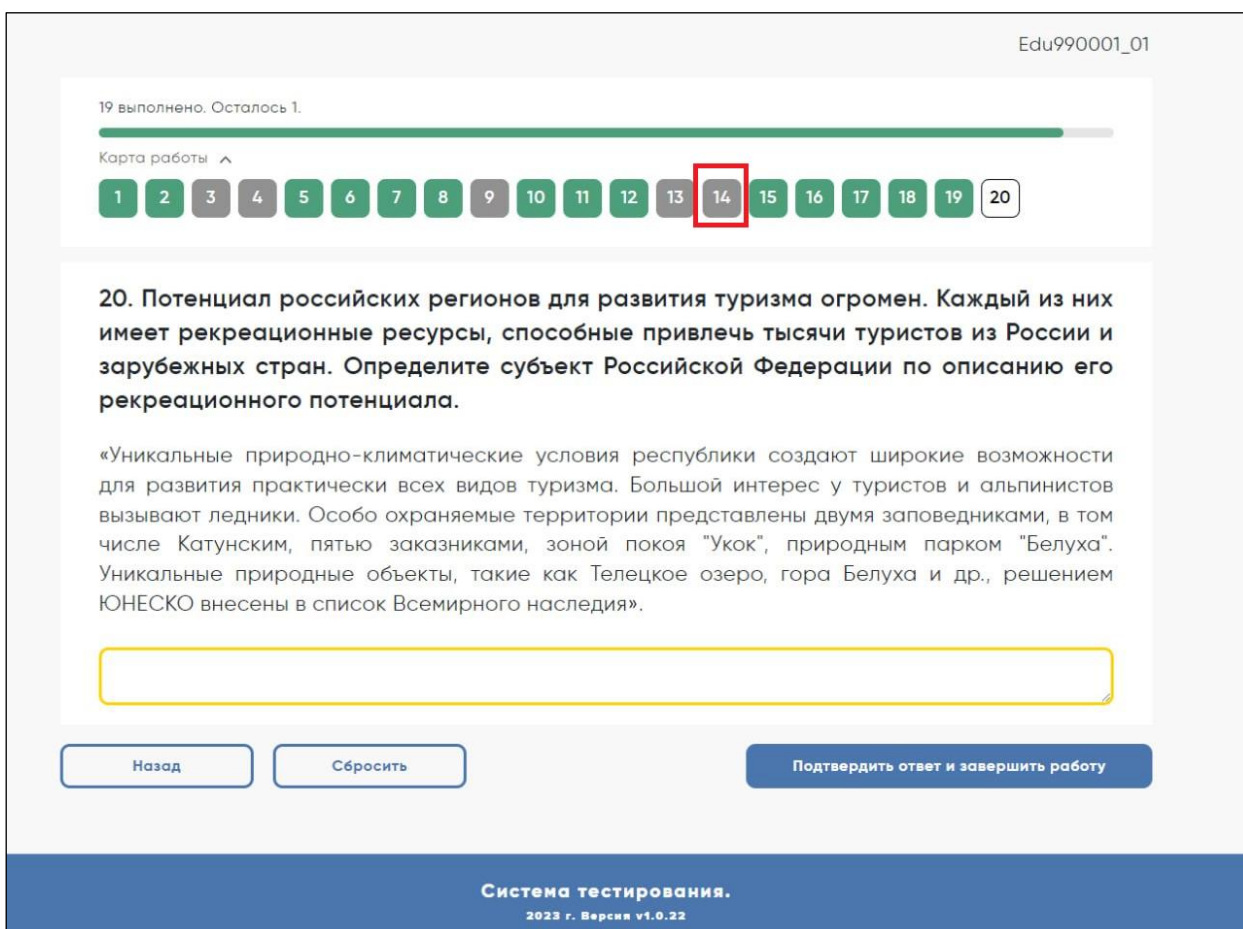 Edu990001_01
19 выполнено. Осталось 1.
Карта работы
1 2 3 4 5 6 7 8 9 10 11 12 13 14 15 16 17 18 19 20
20. Потенциал российских регионов для развития туризма огромен. Каждый из них
имеет рекреационные ресурсы, способные привлечь тысячи туристов из России и
зарубежных стран. Определите субъект Российской Федерации по описанию его
рекреационного потенциала.
«Уникальные природно-климатические условия республики создают широкие возможности
для развития практически всех видов туризма. Большой интерес у туристов и альпинистов
вызывают ледники. Особо охраняемые территории представлены двумя заповедниками, в том
числе Катунским, пятью заказниками, зоной покоя "Укок", природным парком "Белуха".
Уникальные природные объекты, такие как Телецкое озеро, гора Белуха и др., решением
ЮНЕСКО внесены в список Всемирного наследия».
Назад Сбросить Подтвердить ответ и завершить работу
Система тестирования.
2023 г. Версия v1.0.22